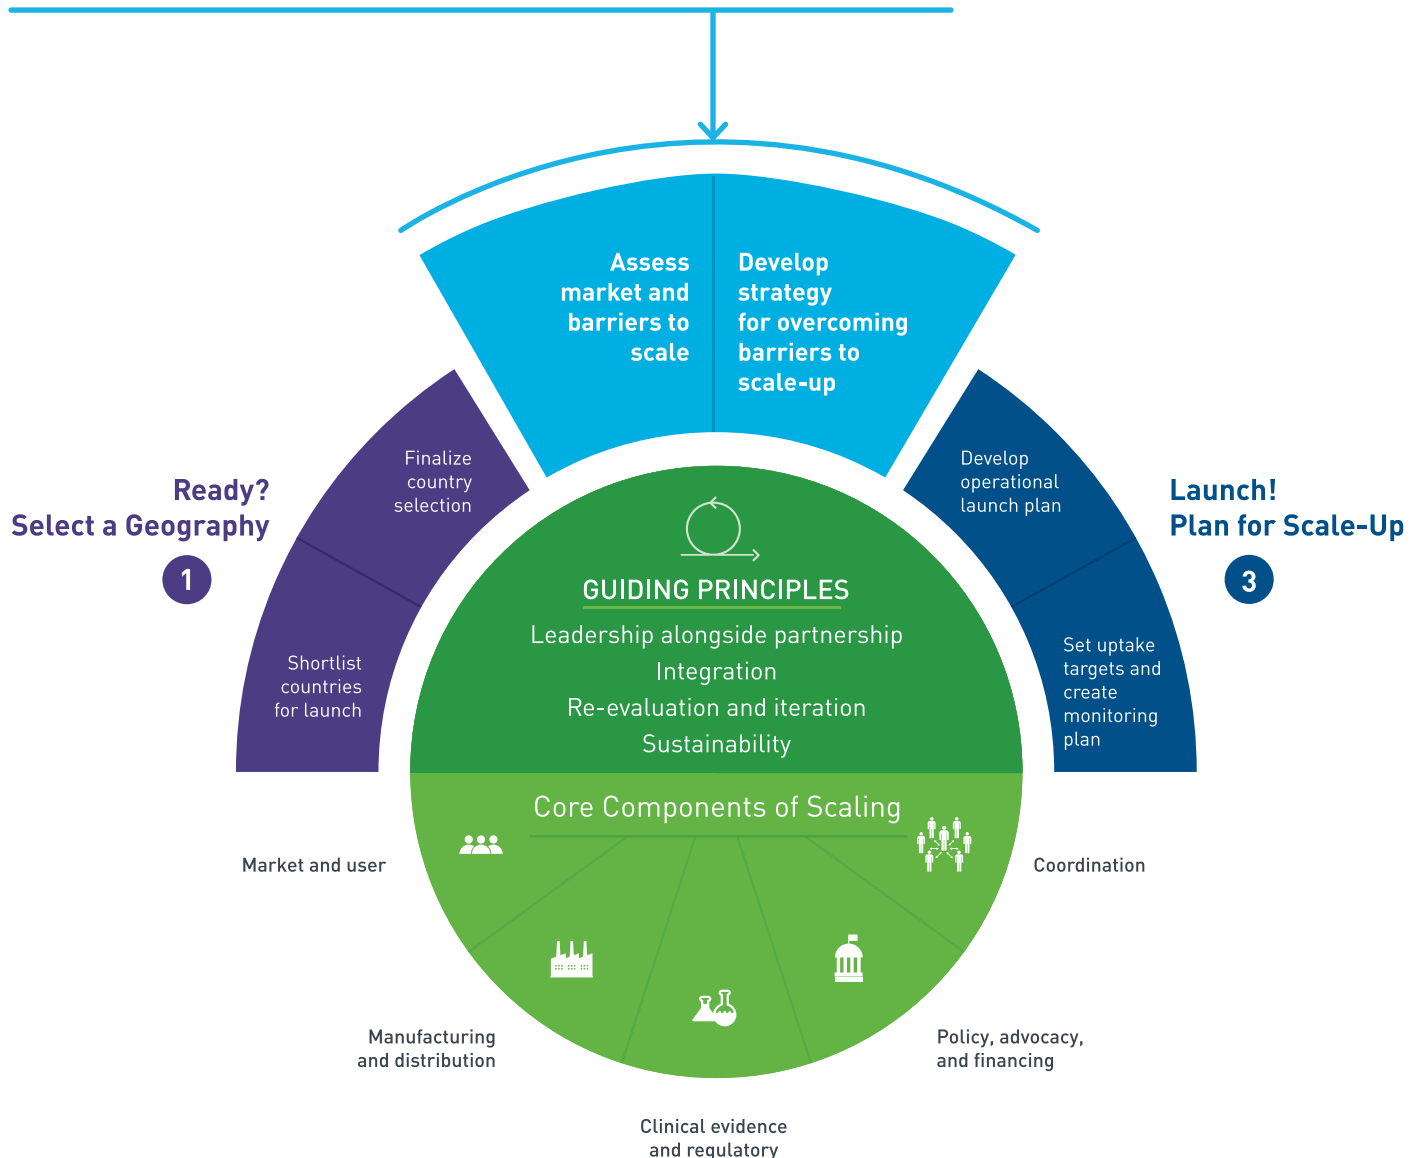 Assess
market and
barriers to
scale
Develop
strategy
for overcoming
barriers to
scale-up
Ready?
Select a Geography
1
Finalize
country
selection
Shortlist
countries
for launch
Develop
operational
launch plan
Set uptake
targets and
create
monitoring
plan
Launch!
Plan for Scale-Up
3
GUIDING PRINCIPLES
Leadership alongside partnership
Integration
Re-evaluation and iteration
Sustainability
Core Components of Scaling
Market and user
Coordination
Manufacturing
and distribution
Policy, advocacy,
and financing
Clinical evidence
and regulatory